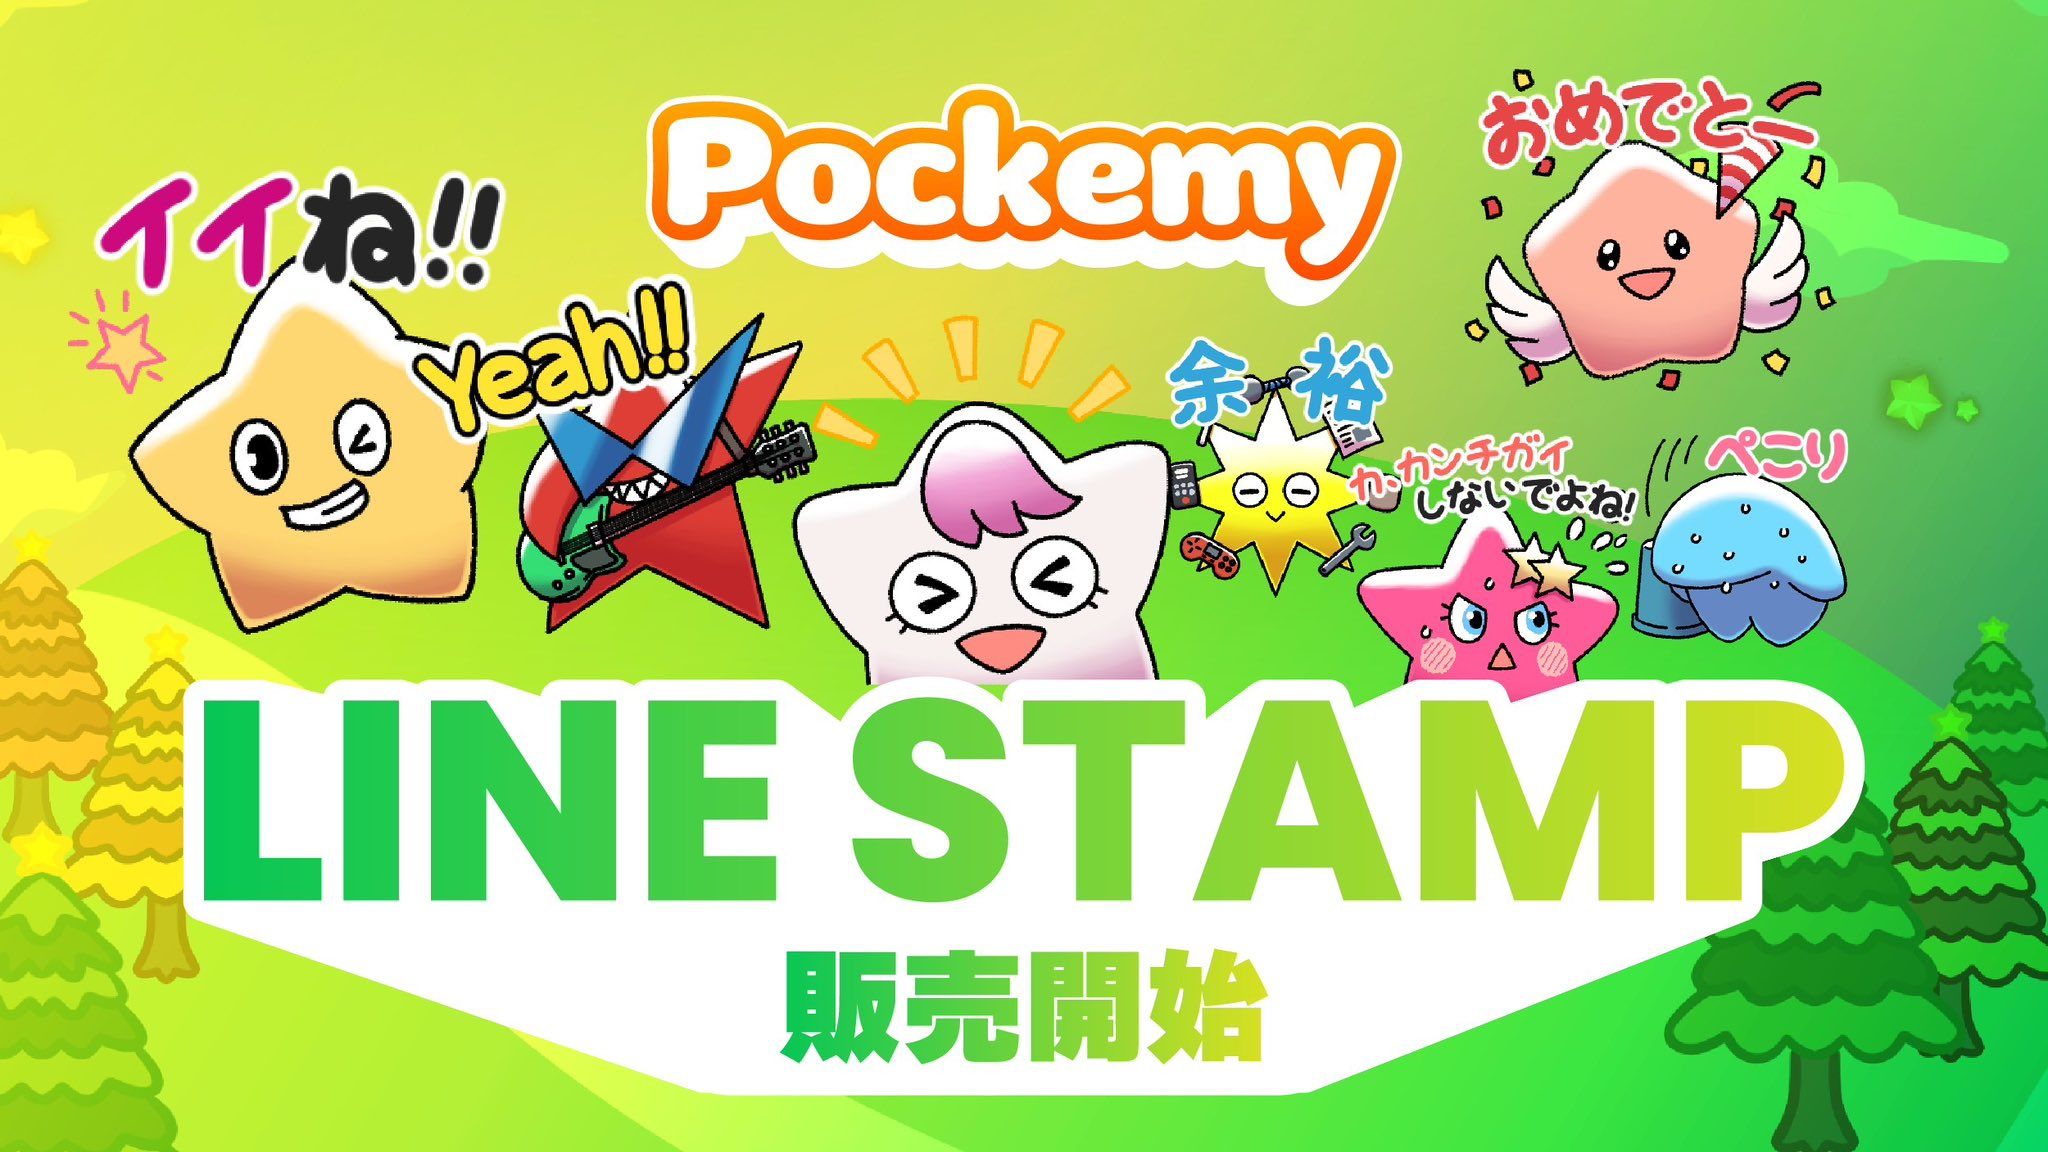 Pockemy
おめでとー
イイね!!
Yeah!!
余裕
カ、カンチガイ
しないでよね!
ぺこり
LINE STAMP
販売開始